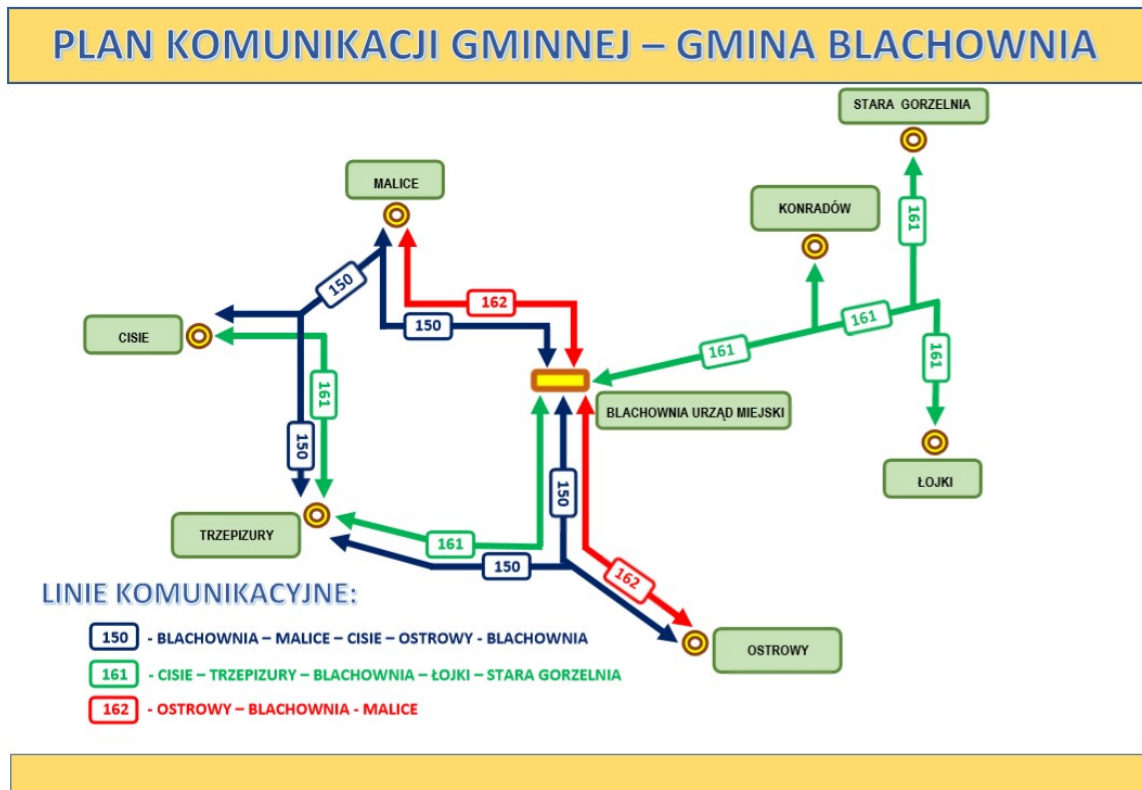 PLAN KOMUNIKACJI GMINNEJ – GMINA BLACHOWNIA
STARA GORZELNIA
MALICE
KONRADÓW
161
150
162
150
161
161
CISIE
161
161
BLACHOWNIA URZĄD MIEJSKI
150
150
ŁOJKI
TRZEPIZURY
161
150
162
OSTROWY
LINIE KOMUNIKACYJNE:
150 - BLACHOWNIA – MALICE – CISIE – OSTROWY - BLACHOWNIA
161 - CISIE – TRZEPIZURY – BLACHOWNIA – ŁOJKI – STARA GORZELNIA
162 - OSTROWY – BLACHOWNIA - MALICE